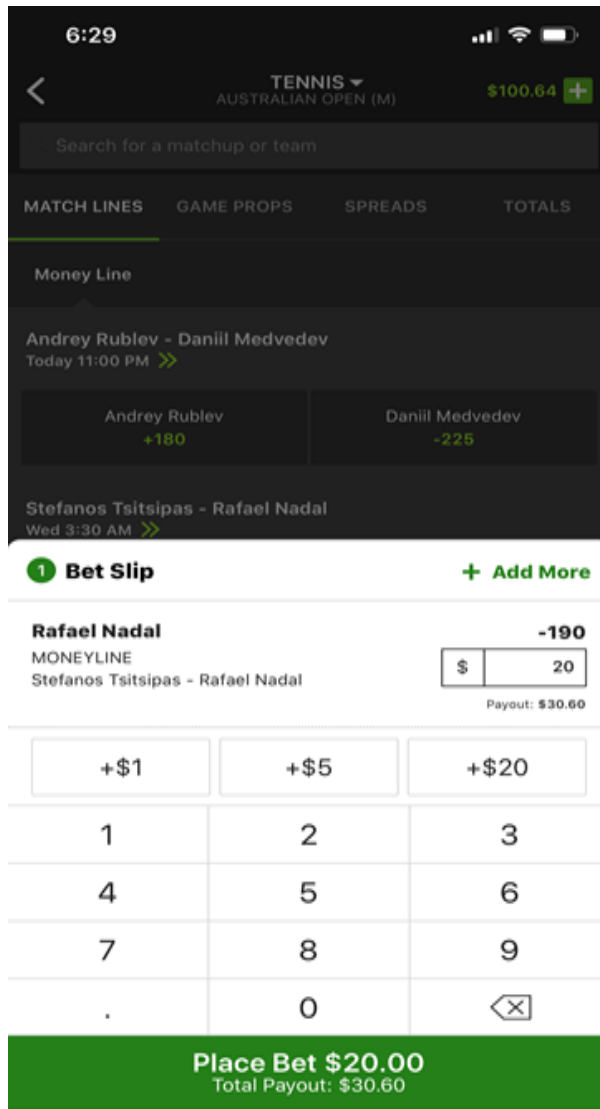 6:29
TENNIS
AUSTRALIAN OPEN (M)
$100.64 +
Search for a matchup or team
MATCH LINES GAME PROPS SPREADS TOTALS
Money Line
Andrey Rublev - Daniil Medvedev
Today 11:00 PM
Andrey Rublev Daniil Medvedev
+180 -225
Stefanos Tsitsipas - Rafael Nadal
Wed 3:30 AM
1 Bet Slip + Add More
Rafael Nadal -190
MONEYLINE
$ 20
Stefanos Tsitsipas - Rafael Nadal
Payout: $30.60
+$1 +$5 +$20
1 2 3
4 5 6
7 8 9
. 0
Place Bet $20.00
Total Payout: $30.60